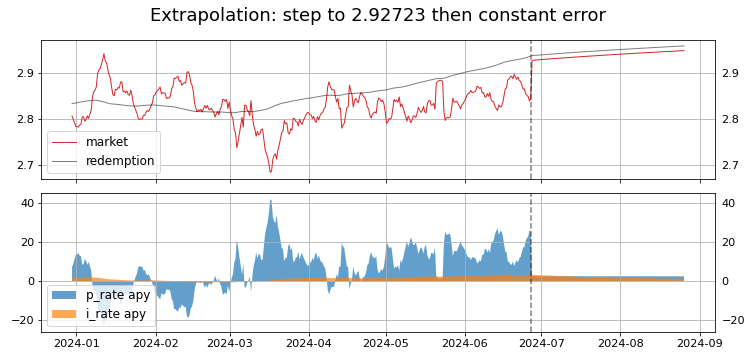 Extrapolation: step to 2.92723 then constant error
2.9
2.8
2.7
2.9
2.8
2.7
market
redemption
40
20
0
−20
40
20
0
−20
p_rate apy
i_rate apy
2024-01 2024-02 2024-03 2024-04 2024-05 2024-06 2024-07 2024-08 2024-09